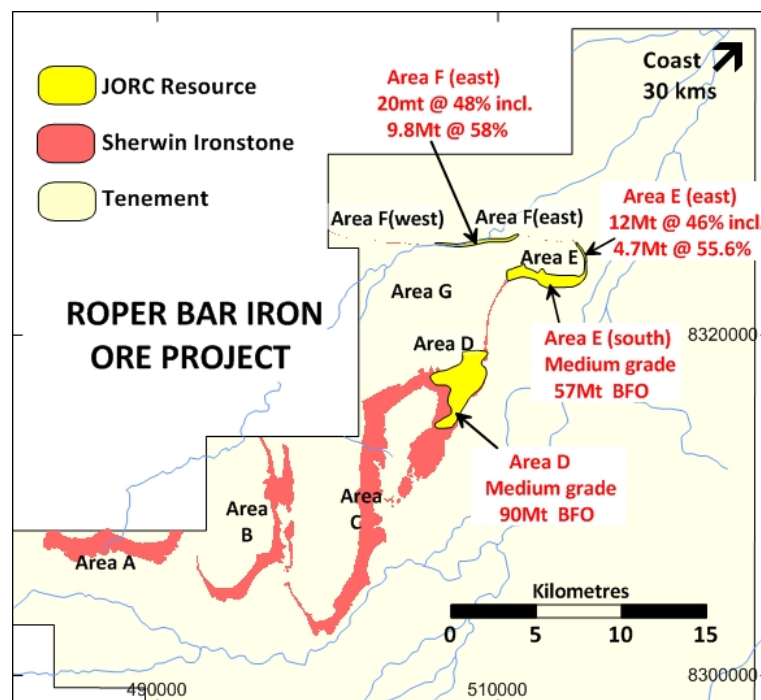 JORC Resource
Sherwin Ironstone
Tenement
Area F (east)
20mt @ 48% incl.
9.8Mt @ 58%
Coast
30 kms
Area E (east)
12Mt @ 46% incl.
4.7Mt @ 55.6%
Area F(west)
Area F(east)
Area E
Area G
ROPER BAR IRON
ORE PROJECT
Area D
8320000
Area E (south)
Medium grade
57Mt BFO
Area D
Medium grade
90Mt BFO
Area
B
Area
C
Area A
Kilometres
0 5 10 15
490000
510000
8300000